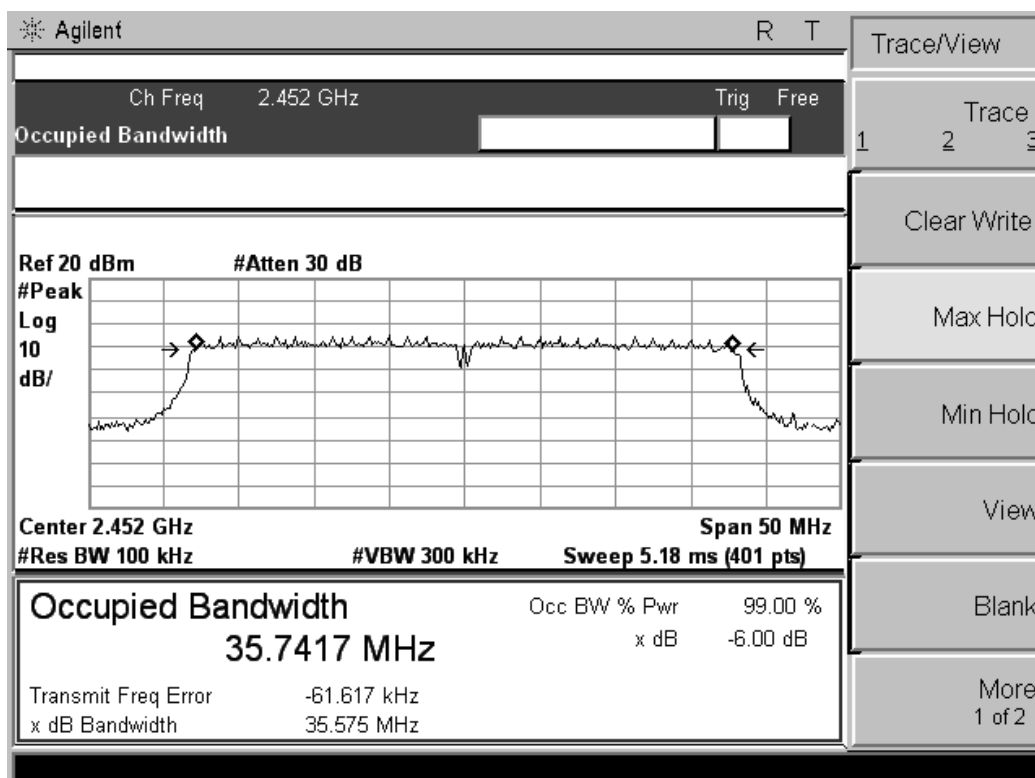 Agilent R T
Ch Freq 2.452 GHz Trig Free
Occupied Bandwidth
Ref 20 dBm #Atten 30 dB
#Peak
Log
10
dB/
Center 2.452 GHz Span 50 MHz
#Res BW 100 kHz #VBW 300 kHz Sweep 5.18 ms (401 pts)
Occupied Bandwidth
35.7417 MHz
Occ BW % Pwr 99.00 %
x dB -6.00 dB
Transmit Freq Error -61.617 kHz
x dB Bandwidth 35.575 MHz
Trace/View
Trace
1 2 3
Clear Write
Max Hold
Min Hold
View
Blank
More
1 of 2